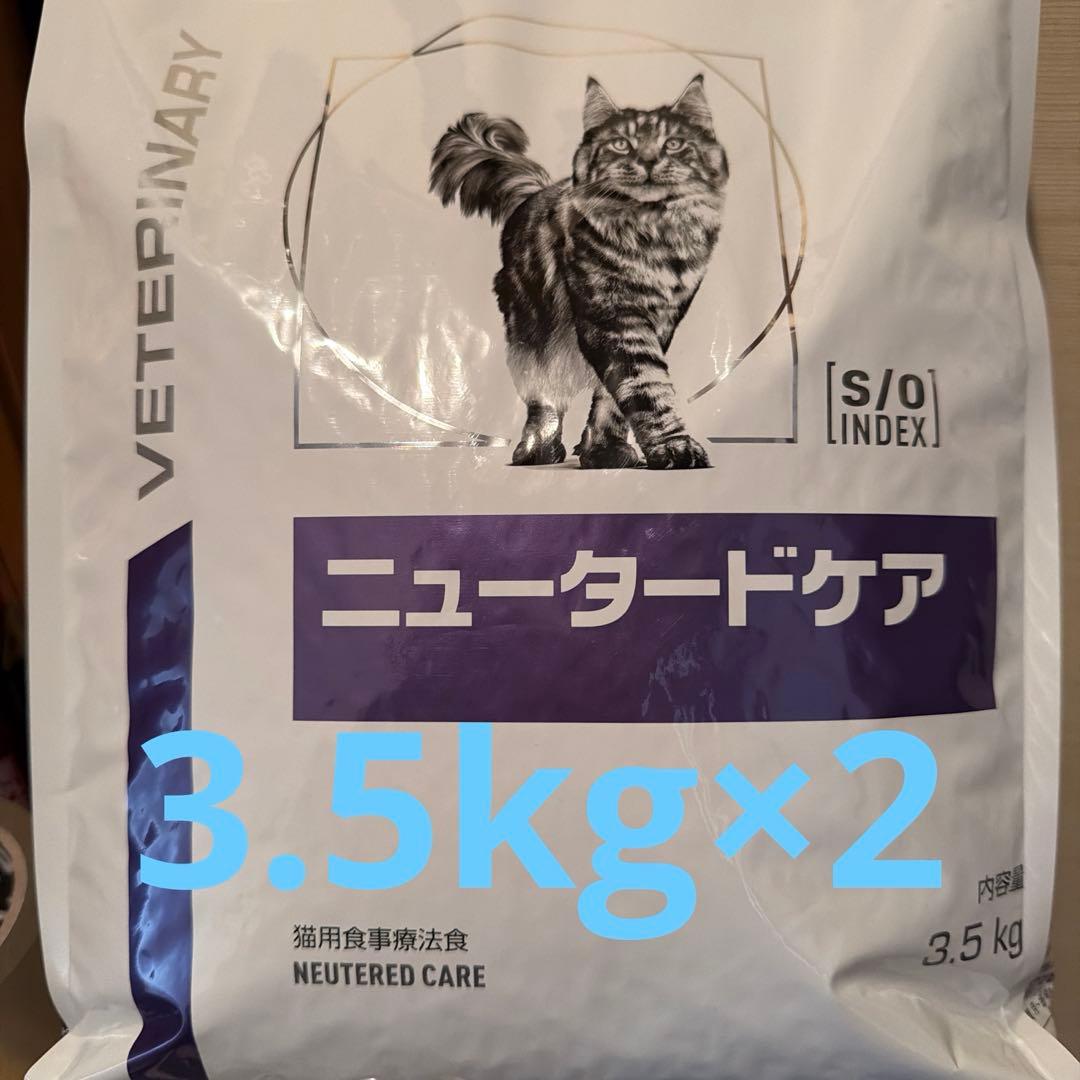 VETERINARY
S/O
INDEX
ニュータードケア
3.5kg×2
内容量
3.5 kg
猫用食事療法食
NEUTERED CARE